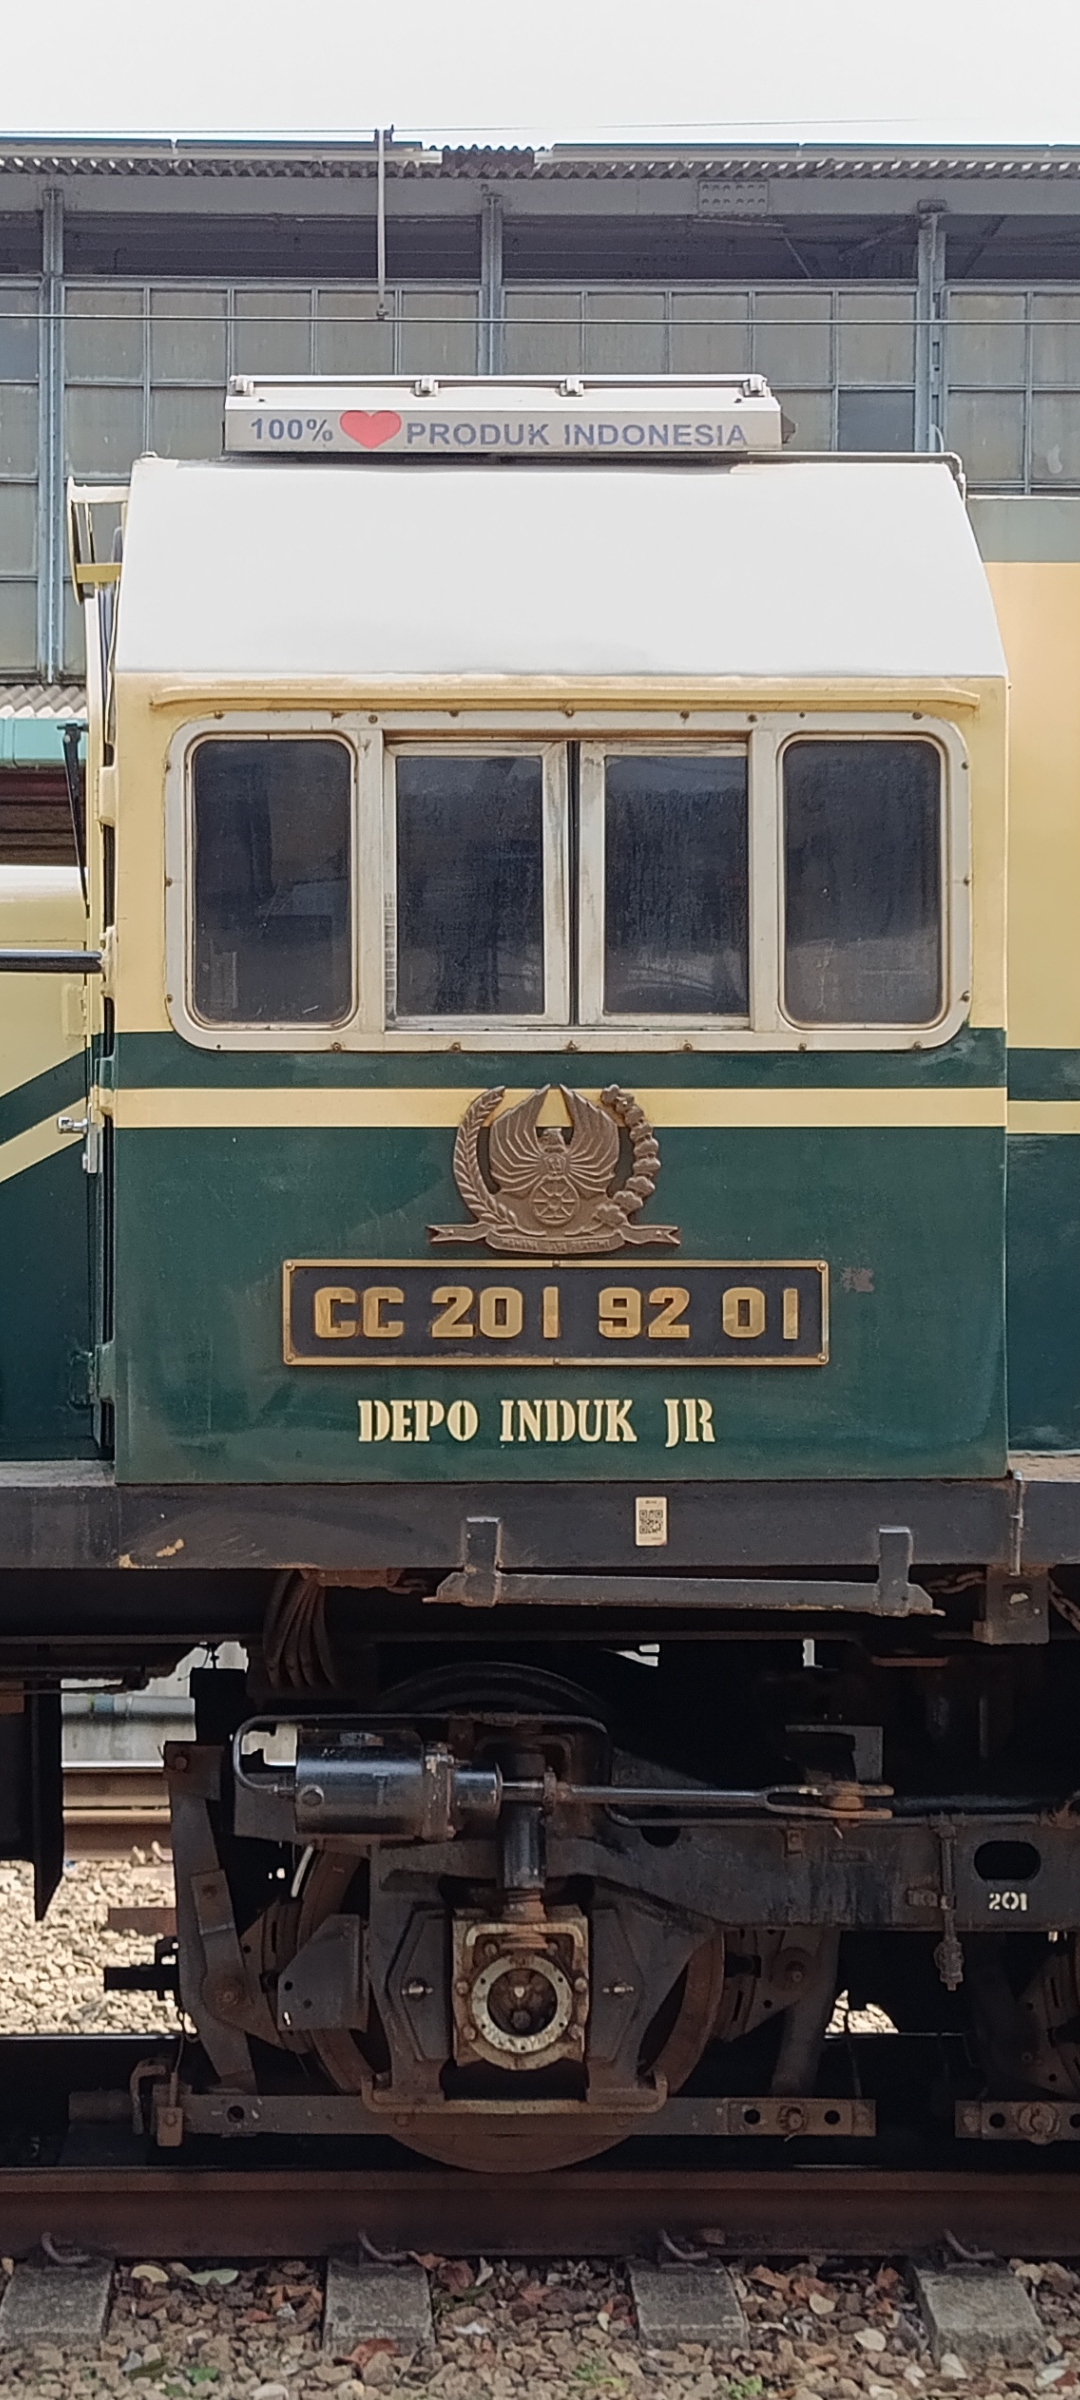 100% ❤ PRODUK INDONESIA
CC 201 92 01
DEPO INDUK JR
201